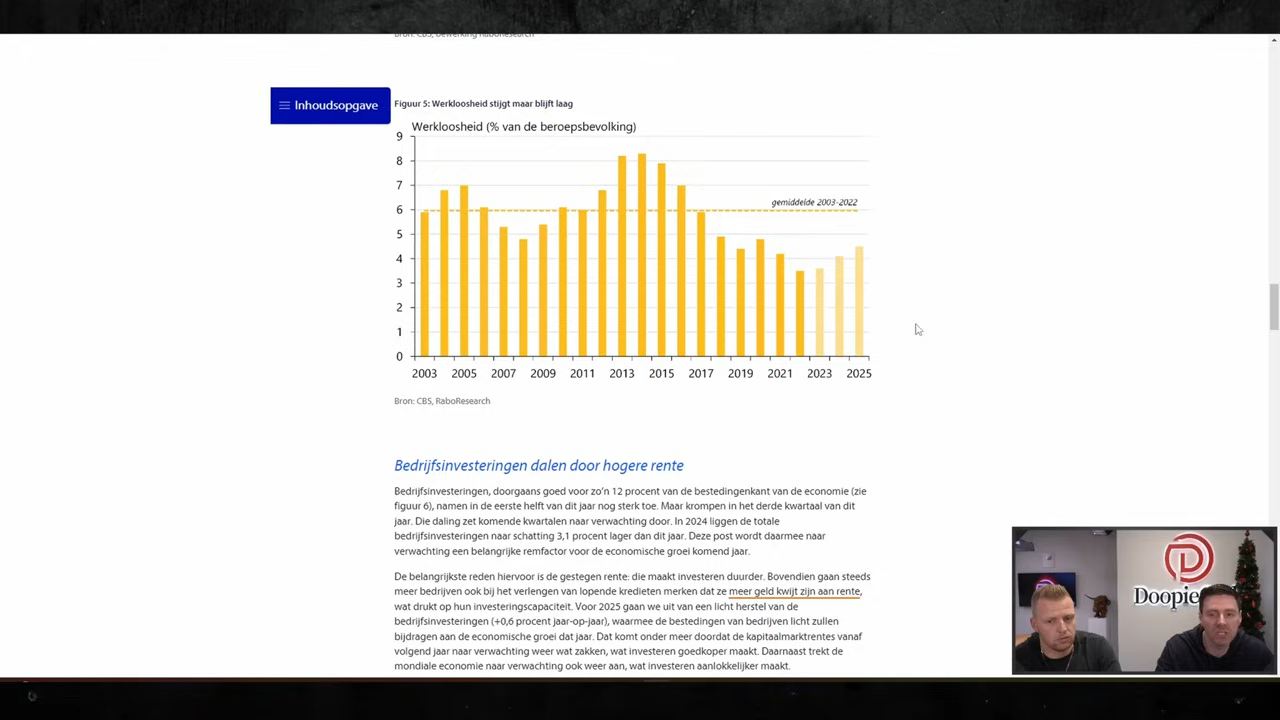 Bron: CBS, bewerking RaboResearch
Inhoudsopgave
Figuur 5: Werkloosheid stijgt maar blijft laag
Werkloosheid (% van de beroepsbevolking)
9
8
7
gemiddelde 2003-2022
6
5
4
3
2
1
0
2003 2005 2007 2009 2011 2013 2015 2017 2019 2021 2023 2025
Bron: CBS, RaboResearch
Bedrijfsinvesteringen dalen door hogere rente
Bedrijfsinvesteringen, doorgaans goed voor zo'n 12 procent van de bestedingenkant van de economie (zie
figuur 6), namen in de eerste helft van dit jaar nog sterk toe. Maar krompen in het derde kwartaal van dit
jaar. Die daling zet komende kwartalen naar verwachting door. In 2024 liggen de totale
bedrijfsinvesteringen naar schatting 3,1 procent lager dan dit jaar. Deze post wordt daarmee naar
verwachting een belangrijke remfactor voor de economische groei komend jaar.
De belangrijkste reden hiervoor is de gestegen rente: die maakt investeren duurder. Bovendien gaan steeds
meer bedrijven ook bij het verlengen van lopende kredieten merken dat ze meer geld kwijt zijn aan rente,
wat drukt op hun investeringscapaciteit. Voor 2025 gaan we uit van een licht herstel van de
bedrijfsinvesteringen (+0,6 procent jaar-op-jaar), waarmee de bestedingen van bedrijven licht zullen
bijdragen aan de economische groei dat jaar. Dat komt onder meer doordat de kapitaalmarktrentes vanaf
volgend jaar naar verwachting weer wat zakken, wat investeren goedkoper maakt. Daarnaast trekt de
mondiale economie naar verwachting ook weer aan, wat investeren aanlokkelijker maakt.